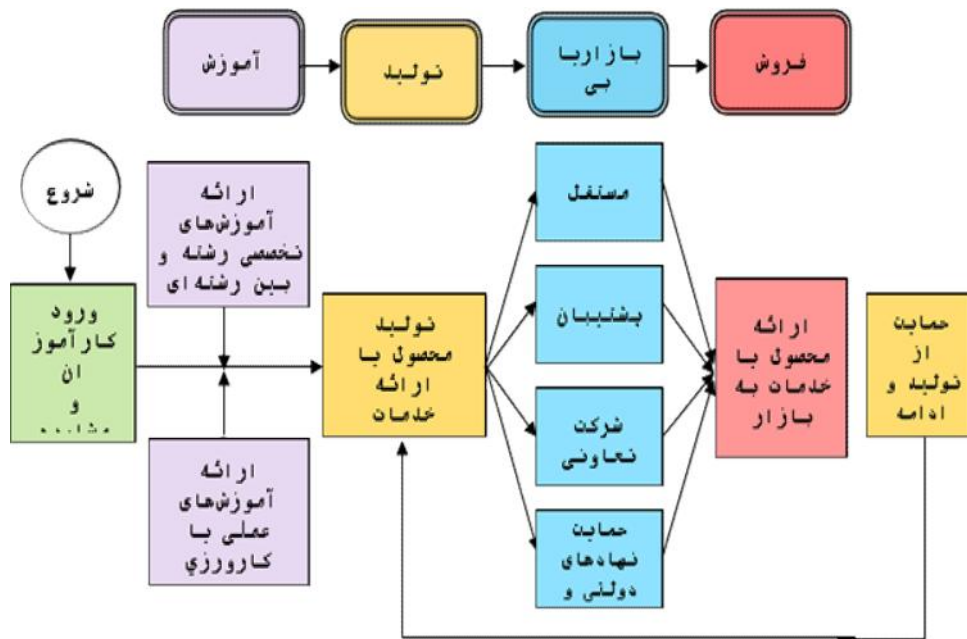 آموزش
تولید
بازاریا
بی
فروش
شروع
ورود
کارآموز
ان
و
ارائه
آموزش‌های
تخصصی رشته و
بین رشته ای
ارائه
آموزش‌های
عملی یا
کارورزی
تولید
محصول یا
ارائه
خدمات
مستقل
پشتیبان
شرکت
تعاونی
حمایت
نهادهای
دولتی و
ارائه
محصول یا
خدمات به
بازار
حمایت
از
تولید و
ادامه